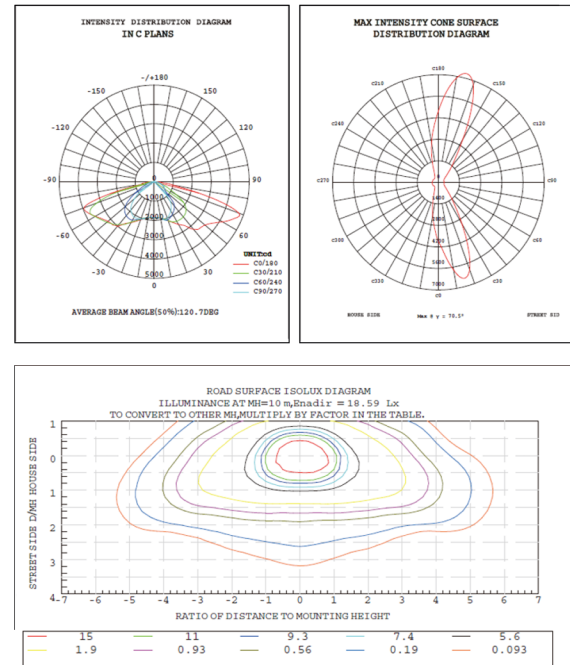 INTENSITY DISTRIBUTION DIAGRAM
IN C PLANS
-/+180
-150 150
-120 120
-90 0 90
1000
2000
-60 3000 60
4000
-30 5000 30
0
UNIT:cd
C0/180
C30/210
C60/240
C90/270
AVERAGE BEAM ANGLE(50%):120.7DEG
MAX INTENSITY CONE SURFACE
DISTRIBUTION DIAGRAM
C180
C210 C150
C240 C120
C270 0 C90
C300 C60
C330 C30
5600
7000
C0
HOUSE SIDE STREET SID
ROAD SURFACE ISOLUX DIAGRAM
ILLUMINANCE AT MH=10m,Enadir = 18.59 Lx
TO CONVERT TO OTHER MH,MULTIPLY BY FACTOR IN THE TABLE.
STREET SIDE D/MH HOUSE SIDE
1
0
1
2
3
4
-7 -6 -5 -4 -3 -2 -1 0 1 2 3 4 5 6 7
RATIO OF DISTANCE TO MOUNTING HEIGHT
15 11 9.3 7.4 5.6
1.9 0.93 0.56 0.19 0.093